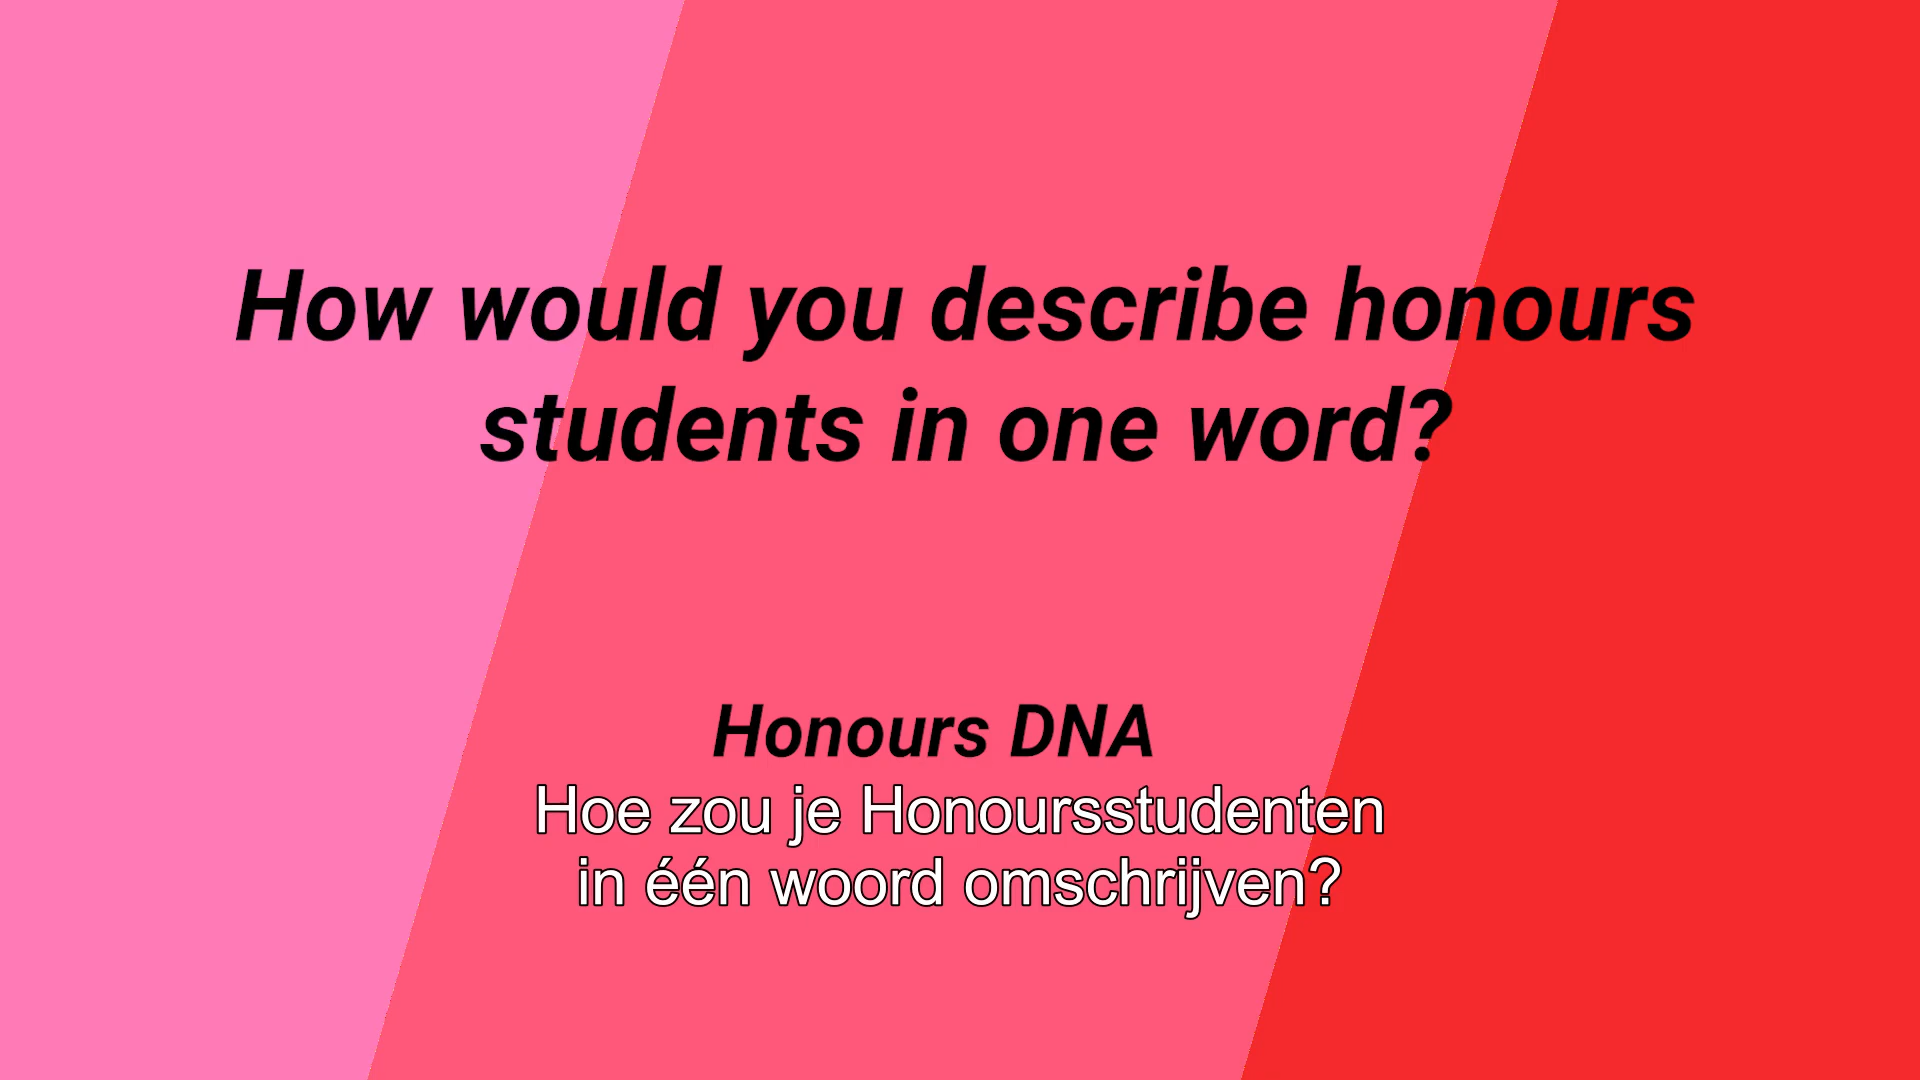 How would you describe honours
students in one word?
Honours DNA
Hoe zou je Honoursstudenten
in één woord omschrijven?